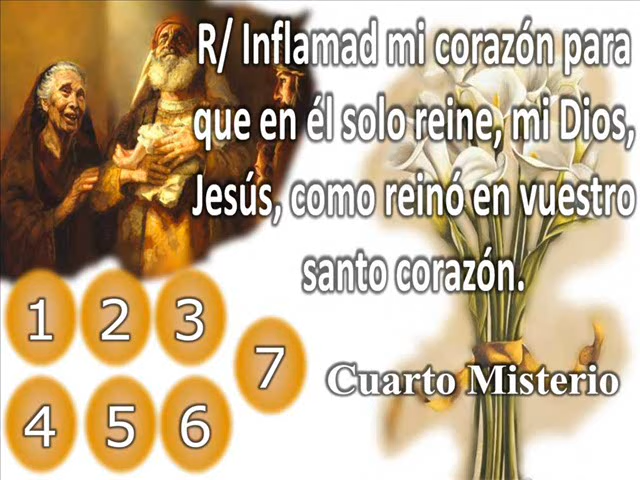 R/ Inflamad mi corazón para
que en él solo reine, mi Dios,
Jesús, como reinó en vuestro
santo corazón.
1 2 3
7
Cuarto Misterio
4 5 6